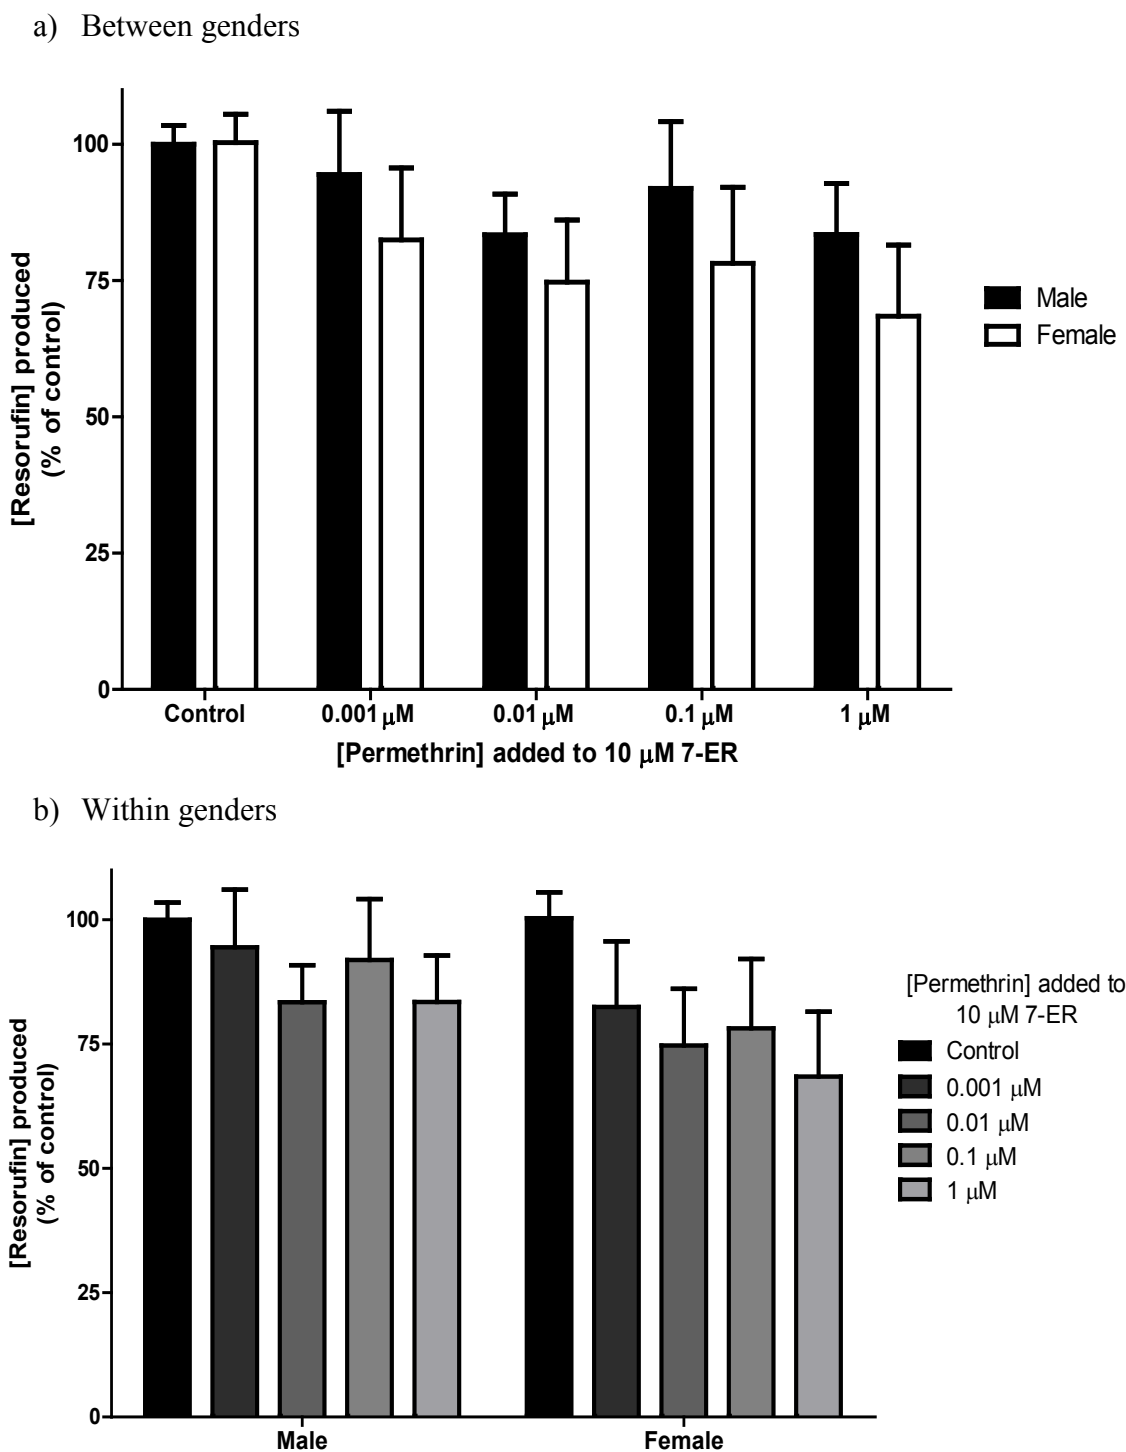 a) Between genders
100
75
50
25
0
[Resorufin] produced
(% of control)
Control 0.001 μM 0.01 μM 0.1 μM 1 μM
[Permethrin] added to 10 μM 7-ER
Male
Female
b) Within genders
100
75
50
25
0
[Resorufin] produced
(% of control)
Male Female
[Permethrin] added to
10 μM 7-ER
Control
0.001 μM
0.01 μM
0.1 μM
1 μM